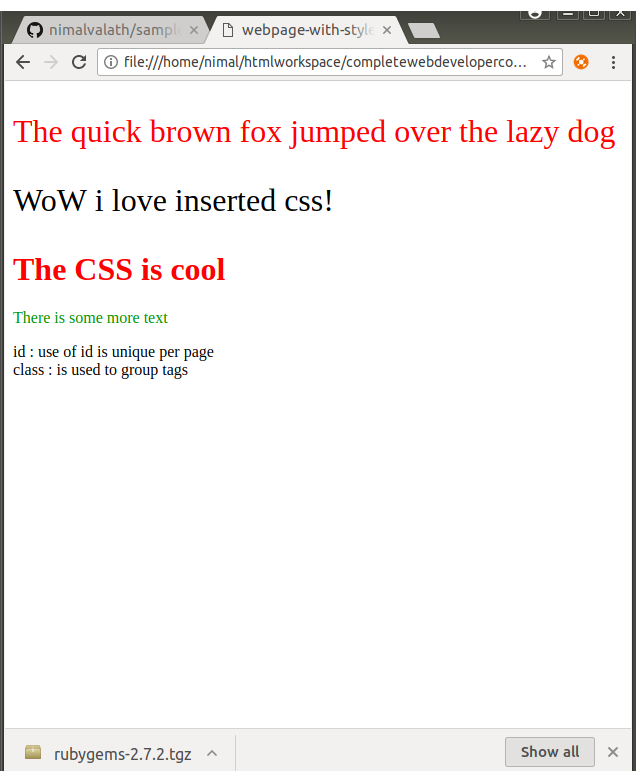 nimalvalath/sampl
webpage-with-style
file:///home/nimal/htmlworkspace/completewebdeveloperco...
The quick brown fox jumped over the lazy dog
WoW i love inserted css!
The CSS is cool
There is some more text
id : use of id is unique per page
class : is used to group tags
rubygems-2.7.2.tgz
Show all